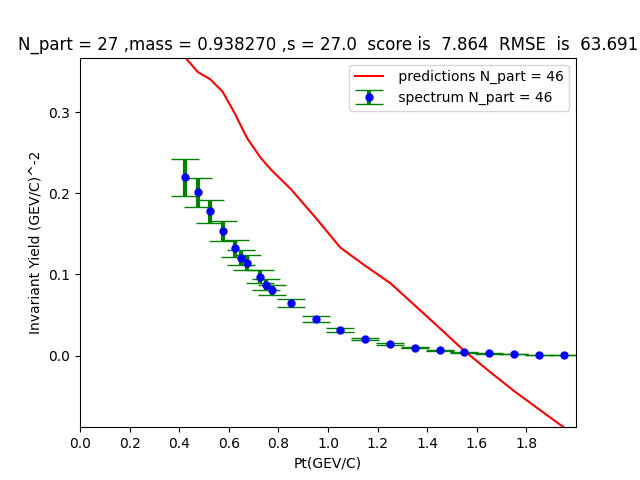 N_part = 27 ,mass = 0.938270 ,s = 27.0  score is  7.864  RMSE  is  63.691
predictions N_part = 46
spectrum N_part = 46
Invariant Yield (GEV/C)^-2
0.3
0.2
0.1
0.0
0.0 0.2 0.4 0.6 0.8 1.0 1.2 1.4 1.6 1.8
Pt(GEV/C)